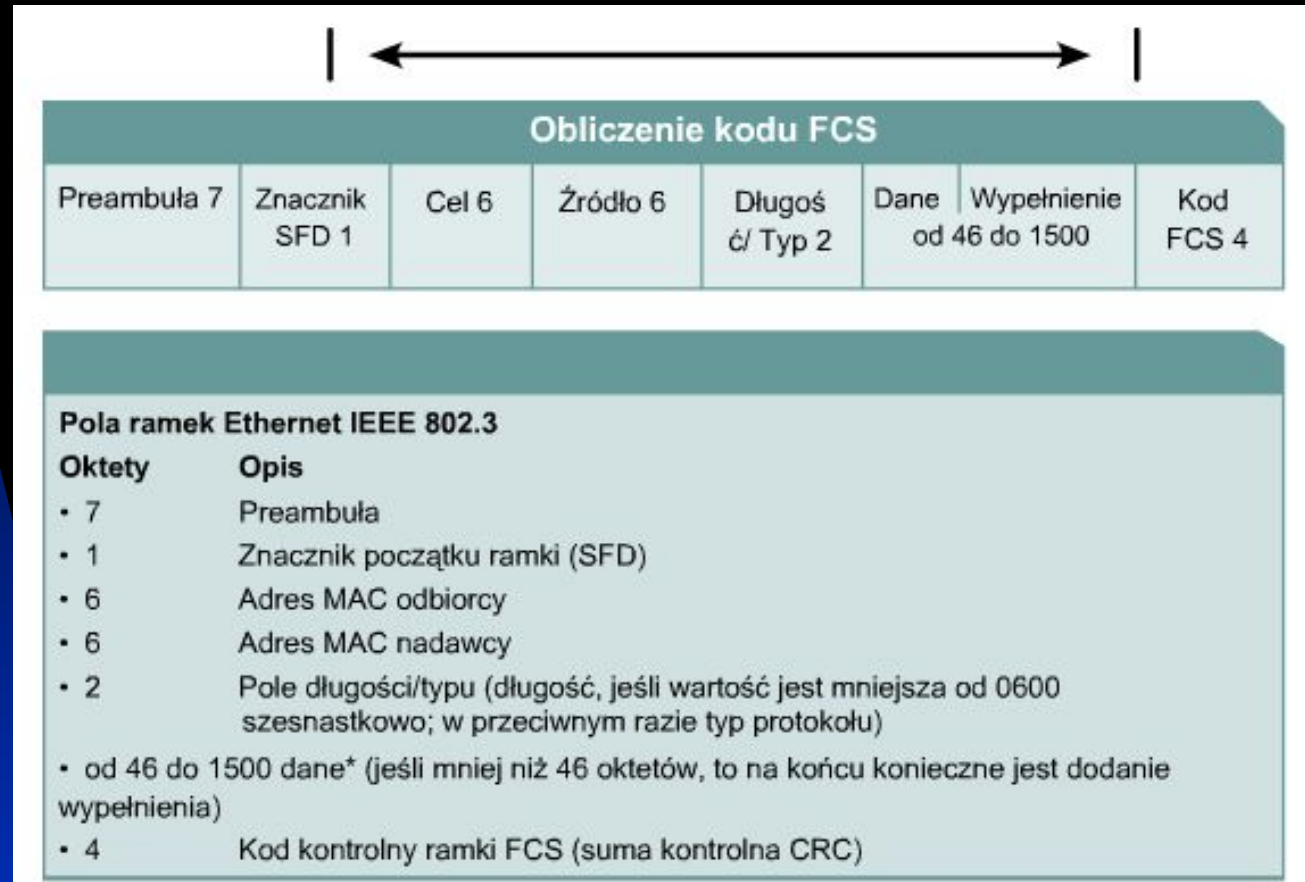 Obliczenie kodu FCS
Preambuła 7 Znacznik SFD 1 Cel 6 Źródło 6 Długoś ć/ Typ 2 Dane Wypełnienie od 46 do 1500 Kod FCS 4
Pola ramek Ethernet IEEE 802.3
Oktety Opis
• 7 Preambuła
• 1 Znacznik początku ramki (SFD)
• 6 Adres MAC odbiorcy
• 6 Adres MAC nadawcy
• 2 Pole długości/typu (długość, jeśli wartość jest mniejsza od 0600
szesnastkowo; w przeciwnym razie typ protokołu)
• od 46 do 1500 dane* (jeśli mniej niż 46 oktetów, to na końcu konieczne jest dodanie
wypełnienia)
• 4 Kod kontrolny ramki FCS (suma kontrolna CRC)